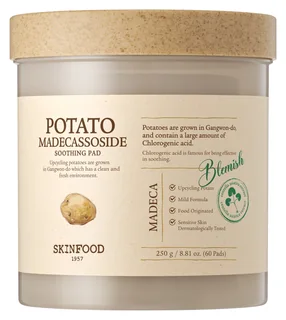 POTATO
MADECASSOSIDE
SOOTHING PAD
Upcycling potatoes are grown
in Gangwon-do which has a clean and
fresh environment.
SKINFOOD
1957
Potatoes are grown in Gangwon-do,
and contain a large amount of
Chlorogenic acid.
Chlorogenic acid is famous for being effective
in soothing.
Blemish
MADECA
Upcycling Potato
Mild Formula
Food Originated
Sensitive Skin
Dermatologically Tested
250 g / 8.81 oz. (60 Pads)